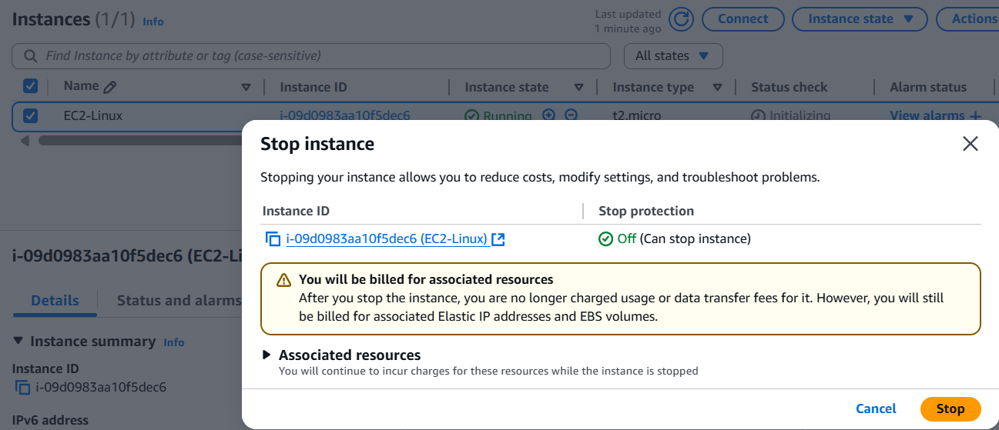 Instances (1/1) Info
Last updated
1 minute ago
Connect
Instance state
Actions
Find Instance by attribute or tag (case-sensitive)
All states
Name
Instance ID
Instance state
Instance type
Status check
Alarm status
EC2-Linux
i-09d0983aa10f5dec6
Running
t2.micro
Initializing
View alarms +
Stop instance
Stopping your instance allows you to reduce costs, modify settings, and troubleshoot problems.
Instance ID
Stop protection
i-09d0983aa10f5dec6 (EC2-Linux)
Off (Can stop instance)
You will be billed for associated resources
After you stop the instance, you are no longer charged usage or data transfer fees for it. However, you will still
be billed for associated Elastic IP addresses and EBS volumes.
Associated resources
You will continue to incur charges for these resources while the instance is stopped
Cancel
Stop
i-09d0983aa10f5dec6 (EC2-Li
Details
Status and alarms
Instance summary Info
Instance ID
i-09d0983aa10f5dec6
IPv6 address